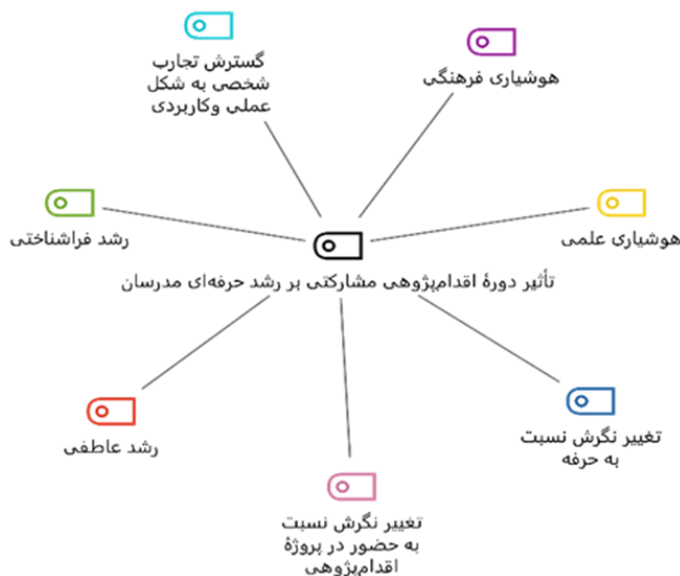 گسترش تجارب
شخصی به شکل
عملی وکاربردی
هوشیاری فرهنگی
هوشیاری علمی
رشد فراشناختی
تأثیر دورهٔ اقدام‌پژوهی مشارکتی بر رشد حرفه‌ای مدرسان
تغییر نگرش نسبت
به حرفه
رشد عاطفی
تغییر نگرش نسبت
به حضور در پروژهٔ
اقدام‌پژوهی